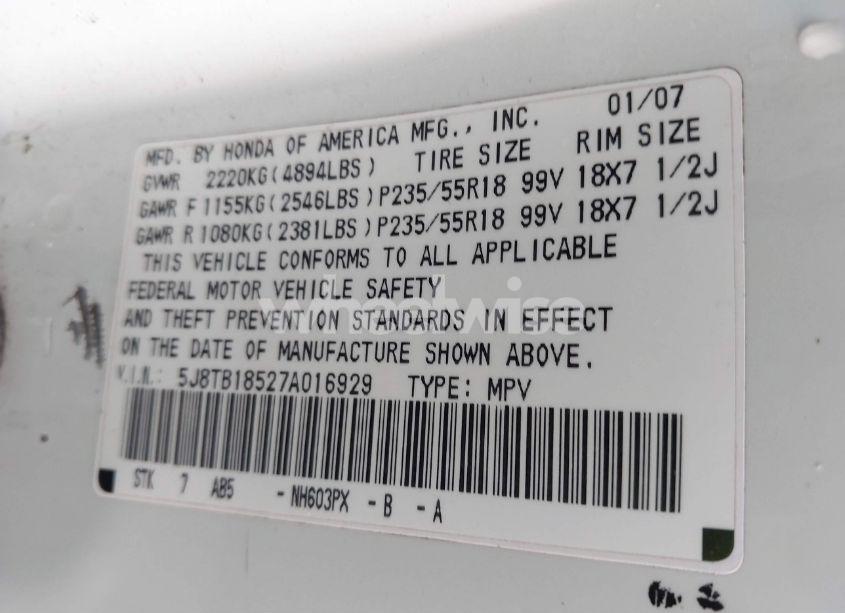 MFD. BY HONDA OF AMERICA MFG., INC. 01/07
GVWR 2220KG(4894LBS) TIRE SIZE RIM SIZE
GAWR F 1155KG(2546LBS) P235/55R18 99V 18X7 1/2J
GAWR R 1080KG(2381LBS) P235/55R18 99V 18X7 1/2J
THIS VEHICLE CONFORMS TO ALL APPLICABLE
FEDERAL MOTOR VEHICLE SAFETY
AND THEFT PREVENTION STANDARDS IN EFFECT
ON THE DATE OF MANUFACTURE SHOWN ABOVE.
V.I.N.: 5J8TB18527A016929 TYPE: MPV
STK 7 AB5 -NH603PX -B -A
wheelwise